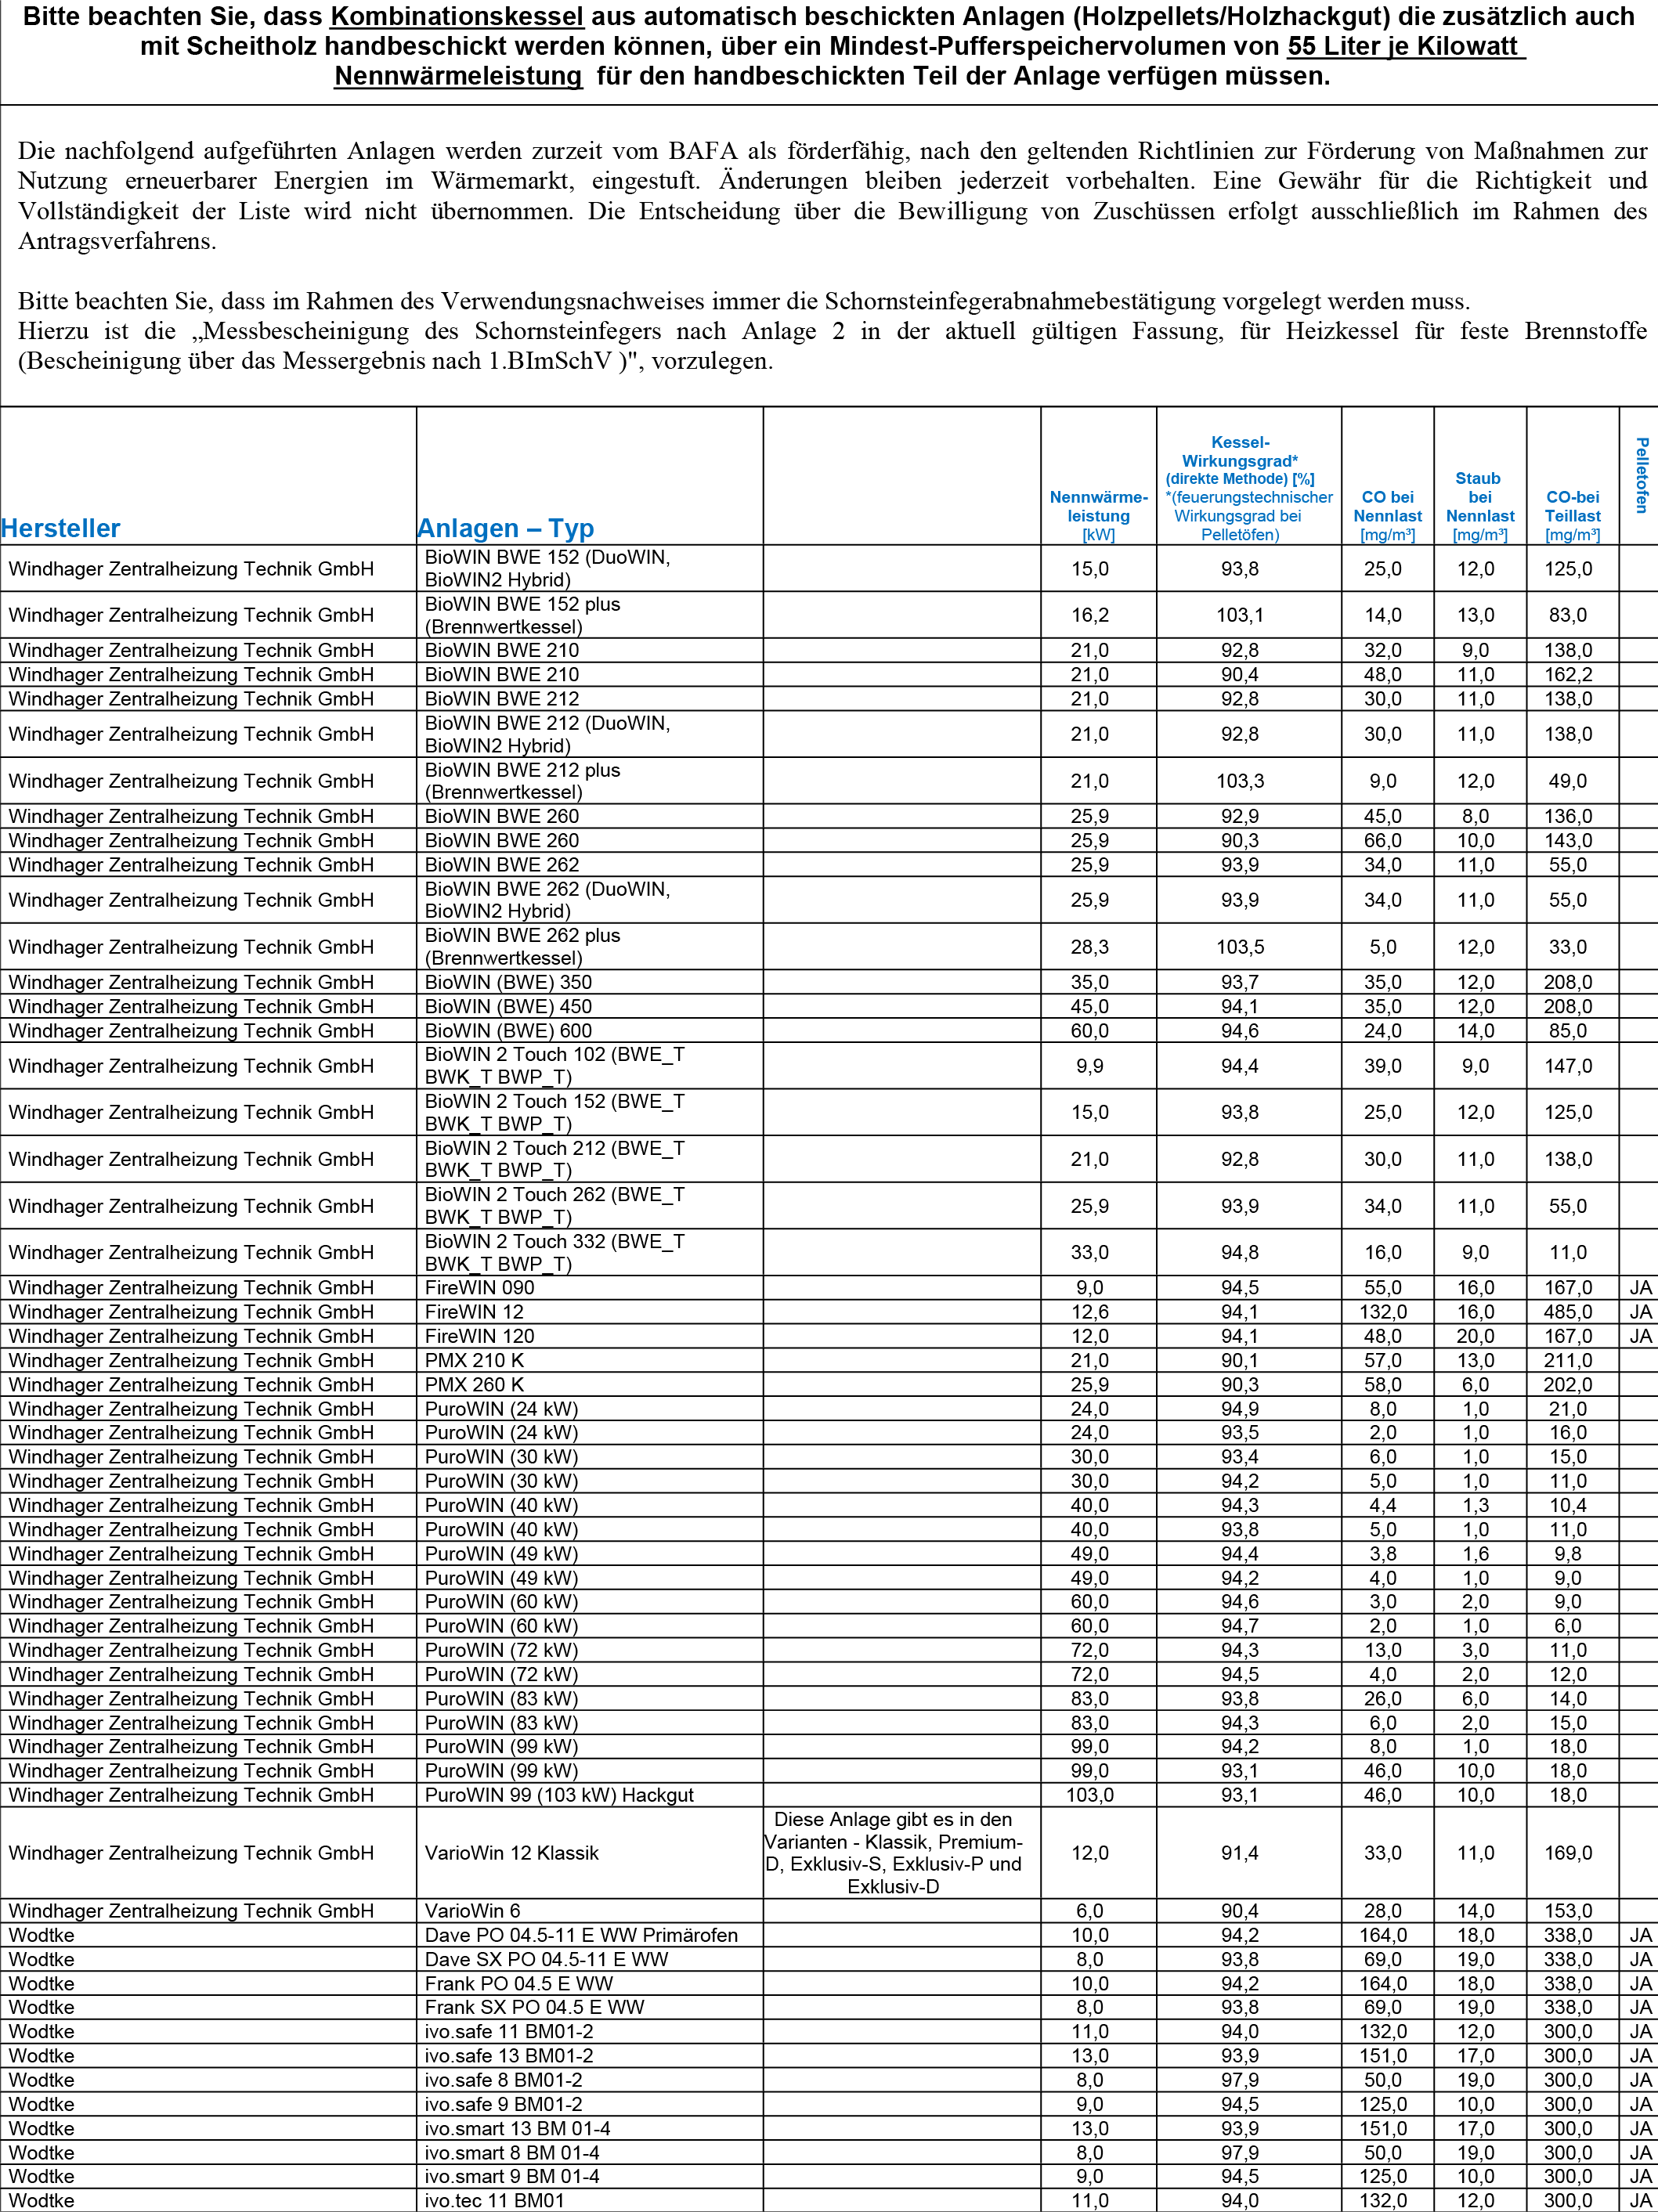 Bitte beachten Sie, dass Kombinationskessel aus automatisch beschickten Anlagen (Holzpellets/Holzhackgut) die zusätzlich auch
mit Scheitholz handbeschickt werden können, über ein Mindest-Pufferspeichervolumen von 55 Liter je Kilowatt
Nennwärmeleistung für den handbeschickten Teil der Anlage verfügen müssen.
Die nachfolgend aufgeführten Anlagen werden zurzeit vom BAFA als förderfähig, nach den geltenden Richtlinien zur Förderung von Maßnahmen zur
Nutzung erneuerbarer Energien im Wärmemarkt, eingestuft. Änderungen bleiben jederzeit vorbehalten. Eine Gewähr für die Richtigkeit und
Vollständigkeit der Liste wird nicht übernommen. Die Entscheidung über die Bewilligung von Zuschüssen erfolgt ausschließlich im Rahmen des
Antragsverfahrens.
Bitte beachten Sie, dass im Rahmen des Verwendungsnachweises immer die Schornsteinfegerabnahmebestätigung vorgelegt werden muss.
Hierzu ist die „Messbescheinigung des Schornsteinfegers nach Anlage 2 in der aktuell gültigen Fassung, für Heizkessel für feste Brennstoffe
(Bescheinigung über das Messergebnis nach 1.BImSchV )", vorzulegen.
Hersteller
Anlagen – Typ
Nennwärme-
leistung
[kW]
Kessel-
Wirkungsgrad*
(direkte Methode) [%]
*(feuerungstechnischer
Wirkungsgrad bei
Pelletöfen)
CO bei
Nennlast
[mg/m³]
Staub
bei
Nennlast
[mg/m³]
CO-bei
Teillast
[mg/m³]
Pelletofen
Windhager Zentralheizung Technik GmbH BioWIN BWE 152 (DuoWIN,
BioWIN2 Hybrid) 15,0 93,8 25,0 12,0 125,0
Windhager Zentralheizung Technik GmbH BioWIN BWE 152 plus
(Brennwertkessel) 16,2 103,1 14,0 13,0 83,0
Windhager Zentralheizung Technik GmbH BioWIN BWE 210 21,0 92,8 32,0 9,0 138,0
Windhager Zentralheizung Technik GmbH BioWIN BWE 210 21,0 90,4 48,0 11,0 162,2
Windhager Zentralheizung Technik GmbH BioWIN BWE 212 21,0 92,8 30,0 11,0 138,0
Windhager Zentralheizung Technik GmbH BioWIN BWE 212 (DuoWIN,
BioWIN2 Hybrid) 21,0 92,8 30,0 11,0 138,0
Windhager Zentralheizung Technik GmbH BioWIN BWE 212 plus
(Brennwertkessel) 21,0 103,3 9,0 12,0 49,0
Windhager Zentralheizung Technik GmbH BioWIN BWE 260 25,9 92,9 45,0 8,0 136,0
Windhager Zentralheizung Technik GmbH BioWIN BWE 260 25,9 90,3 66,0 10,0 143,0
Windhager Zentralheizung Technik GmbH BioWIN BWE 262 25,9 93,9 34,0 11,0 55,0
Windhager Zentralheizung Technik GmbH BioWIN BWE 262 (DuoWIN,
BioWIN2 Hybrid) 25,9 93,9 34,0 11,0 55,0
Windhager Zentralheizung Technik GmbH BioWIN BWE 262 plus
(Brennwertkessel) 28,3 103,5 5,0 12,0 33,0
Windhager Zentralheizung Technik GmbH BioWIN (BWE) 350 35,0 93,7 35,0 12,0 208,0
Windhager Zentralheizung Technik GmbH BioWIN (BWE) 450 45,0 94,1 35,0 12,0 208,0
Windhager Zentralheizung Technik GmbH BioWIN (BWE) 600 60,0 94,6 24,0 14,0 85,0
Windhager Zentralheizung Technik GmbH BioWIN 2 Touch 102 (BWE_T
BWK_T BWP_T) 9,9 94,4 39,0 9,0 147,0
Windhager Zentralheizung Technik GmbH BioWIN 2 Touch 152 (BWE_T
BWK_T BWP_T) 15,0 93,8 25,0 12,0 125,0
Windhager Zentralheizung Technik GmbH BioWIN 2 Touch 212 (BWE_T
BWK_T BWP_T) 21,0 92,8 30,0 11,0 138,0
Windhager Zentralheizung Technik GmbH BioWIN 2 Touch 262 (BWE_T
BWK_T BWP_T) 25,9 93,9 34,0 11,0 55,0
Windhager Zentralheizung Technik GmbH BioWIN 2 Touch 332 (BWE_T
BWK_T BWP_T) 33,0 94,8 16,0 9,0 11,0
Windhager Zentralheizung Technik GmbH FireWIN 090 9,0 94,5 55,0 16,0 167,0 JA
Windhager Zentralheizung Technik GmbH FireWIN 12 12,6 94,1 132,0 16,0 485,0 JA
Windhager Zentralheizung Technik GmbH FireWIN 120 12,0 94,1 48,0 20,0 167,0 JA
Windhager Zentralheizung Technik GmbH PMX 210 K 21,0 90,1 57,0 13,0 211,0
Windhager Zentralheizung Technik GmbH PMX 260 K 25,9 90,3 58,0 6,0 202,0
Windhager Zentralheizung Technik GmbH PuroWIN (24 kW) 24,0 94,9 8,0 1,0 21,0
Windhager Zentralheizung Technik GmbH PuroWIN (24 kW) 24,0 93,5 2,0 1,0 16,0
Windhager Zentralheizung Technik GmbH PuroWIN (30 kW) 30,0 93,4 6,0 1,0 15,0
Windhager Zentralheizung Technik GmbH PuroWIN (30 kW) 30,0 94,2 5,0 1,0 11,0
Windhager Zentralheizung Technik GmbH PuroWIN (40 kW) 40,0 94,3 4,4 1,3 10,4
Windhager Zentralheizung Technik GmbH PuroWIN (40 kW) 40,0 93,8 5,0 1,0 11,0
Windhager Zentralheizung Technik GmbH PuroWIN (49 kW) 49,0 94,4 3,8 1,6 9,8
Windhager Zentralheizung Technik GmbH PuroWIN (49 kW) 49,0 94,2 4,0 1,0 9,0
Windhager Zentralheizung Technik GmbH PuroWIN (60 kW) 60,0 94,6 3,0 2,0 9,0
Windhager Zentralheizung Technik GmbH PuroWIN (60 kW) 60,0 94,7 2,0 1,0 6,0
Windhager Zentralheizung Technik GmbH PuroWIN (72 kW) 72,0 94,3 13,0 3,0 11,0
Windhager Zentralheizung Technik GmbH PuroWIN (72 kW) 72,0 94,5 4,0 2,0 12,0
Windhager Zentralheizung Technik GmbH PuroWIN (83 kW) 83,0 93,8 26,0 6,0 14,0
Windhager Zentralheizung Technik GmbH PuroWIN (83 kW) 83,0 94,3 6,0 2,0 15,0
Windhager Zentralheizung Technik GmbH PuroWIN (99 kW) 99,0 94,2 8,0 1,0 18,0
Windhager Zentralheizung Technik GmbH PuroWIN (99 kW) 99,0 93,1 46,0 10,0 18,0
Windhager Zentralheizung Technik GmbH PuroWIN 99 (103 kW) Hackgut 103,0 93,1 46,0 10,0 18,0
Windhager Zentralheizung Technik GmbH VarioWin 12 Klassik Diese Anlage gibt es in den
Varianten - Klassik, Premium-
D, Exklusiv-S, Exklusiv-P und
Exklusiv-D 12,0 91,4 33,0 11,0 169,0
Windhager Zentralheizung Technik GmbH VarioWin 6 6,0 90,4 28,0 14,0 153,0
Wodtke Dave PO 04.5-11 E WW Primärofen 10,0 94,2 164,0 18,0 338,0 JA
Wodtke Dave SX PO 04.5-11 E WW 8,0 93,8 69,0 19,0 338,0 JA
Wodtke Frank PO 04.5 E WW 10,0 94,2 164,0 18,0 338,0 JA
Wodtke Frank SX PO 04.5 E WW 8,0 93,8 69,0 19,0 338,0 JA
Wodtke ivo.safe 11 BM01-2 11,0 94,0 132,0 12,0 300,0 JA
Wodtke ivo.safe 13 BM01-2 13,0 93,9 151,0 17,0 300,0 JA
Wodtke ivo.safe 8 BM01-2 8,0 97,9 50,0 19,0 300,0 JA
Wodtke ivo.safe 9 BM01-2 9,0 94,5 125,0 10,0 300,0 JA
Wodtke ivo.smart 13 BM 01-4 13,0 93,9 151,0 17,0 300,0 JA
Wodtke ivo.smart 8 BM 01-4 8,0 97,9 50,0 19,0 300,0 JA
Wodtke ivo.smart 9 BM 01-4 9,0 94,5 125,0 10,0 300,0 JA
Wodtke ivo.tec 11 BM01 11,0 94,0 132,0 12,0 300,0 JA